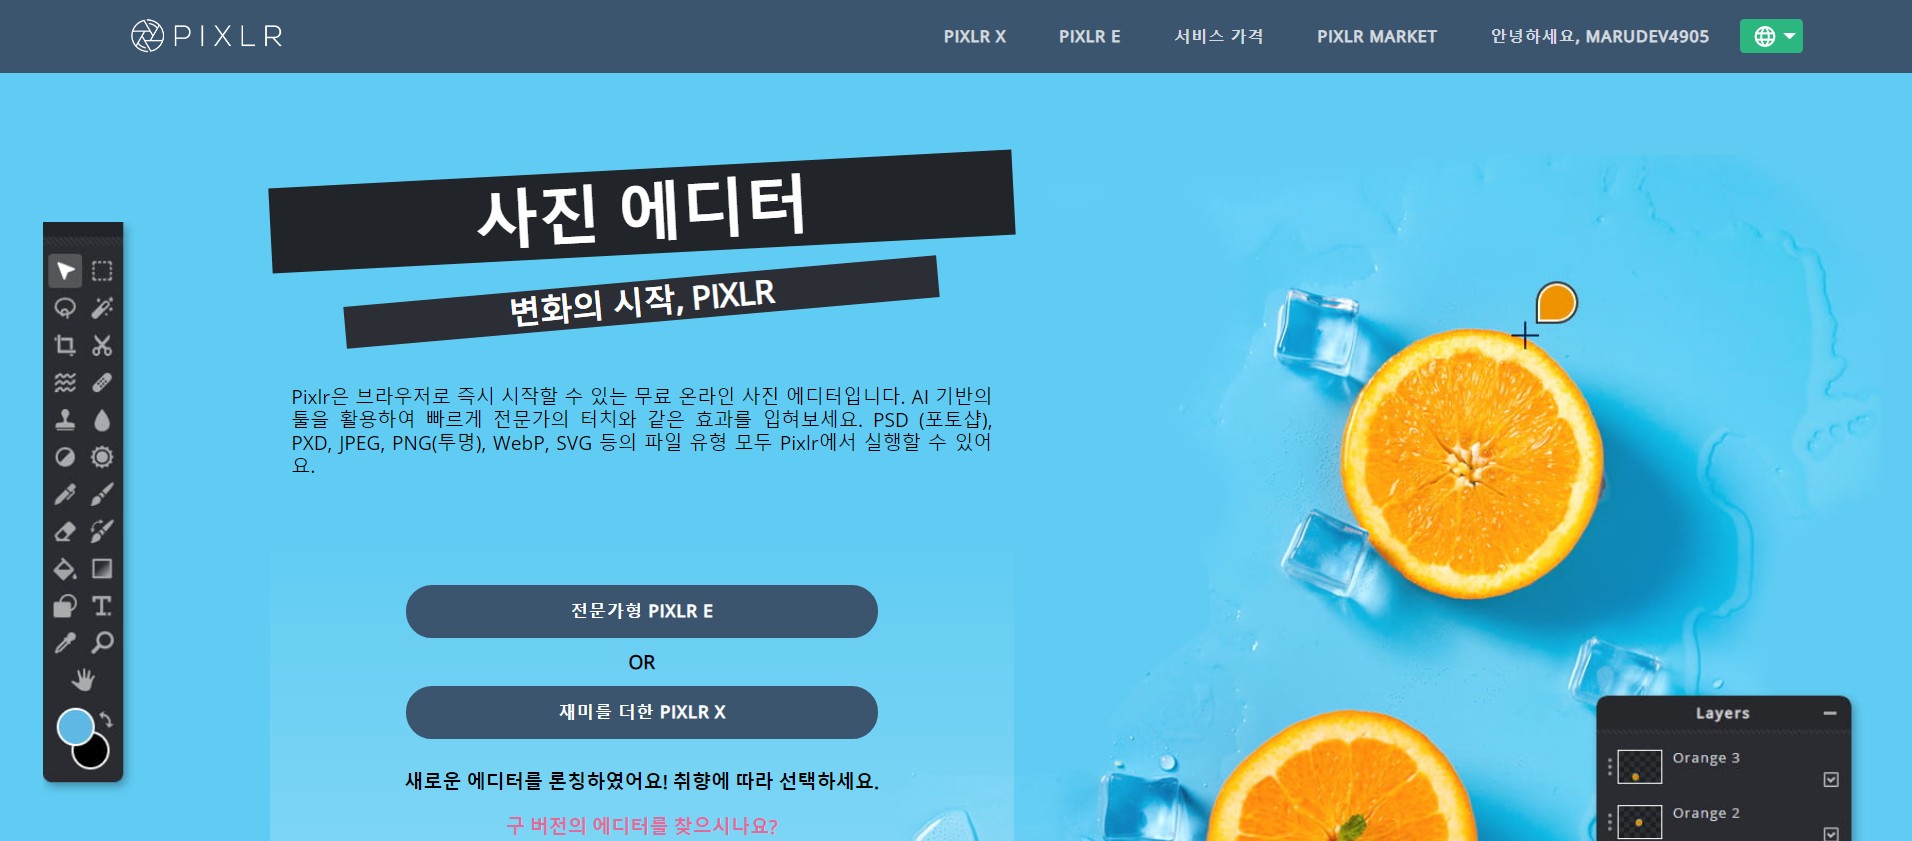 PIXLR
PIXLR X
PIXLR E
서비스 가격
PIXLR MARKET
안녕하세요, MARUDEV4905
사진 에디터
변화의 시작, PIXLR
Pixlr은 브라우저로 즉시 시작할 수 있는 무료 온라인 사진 에디터입니다. AI 기반의
툴을 활용하여 빠르게 전문가의 터치와 같은 효과를 입혀보세요. PSD (포토샵),
PXD, JPEG, PNG(투명), WebP, SVG 등의 파일 유형 모두 Pixlr에서 실행할 수 있어
요.
전문가형 PIXLR E
OR
재미를 더한 PIXLR X
새로운 에디터를 론칭하였어요! 취향에 따라 선택하세요.
구 버전의 에디터를 찾으시나요?
Layers
Orange 3
Orange 2